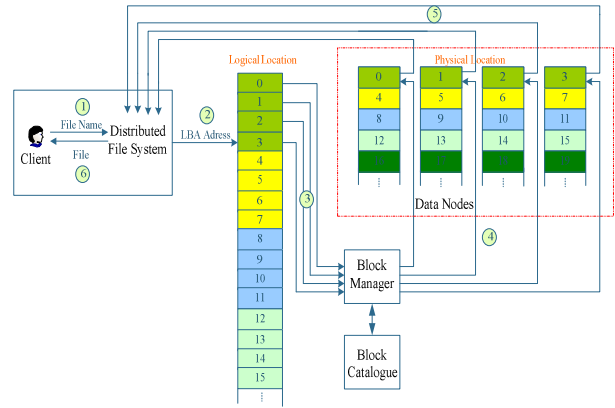 5
Logical Location
Physical Location
0
1
2
3
4
5
6
7
8
9
10
11
12
13
14
15
Data Nodes
1
File Name
Client
File
6
Distributed
File System
2
LBA Adress
0
1
2
3
4
5
6
7
8
9
10
11
12
13
14
15
3
4
Block
Manager
Block
Catalogue